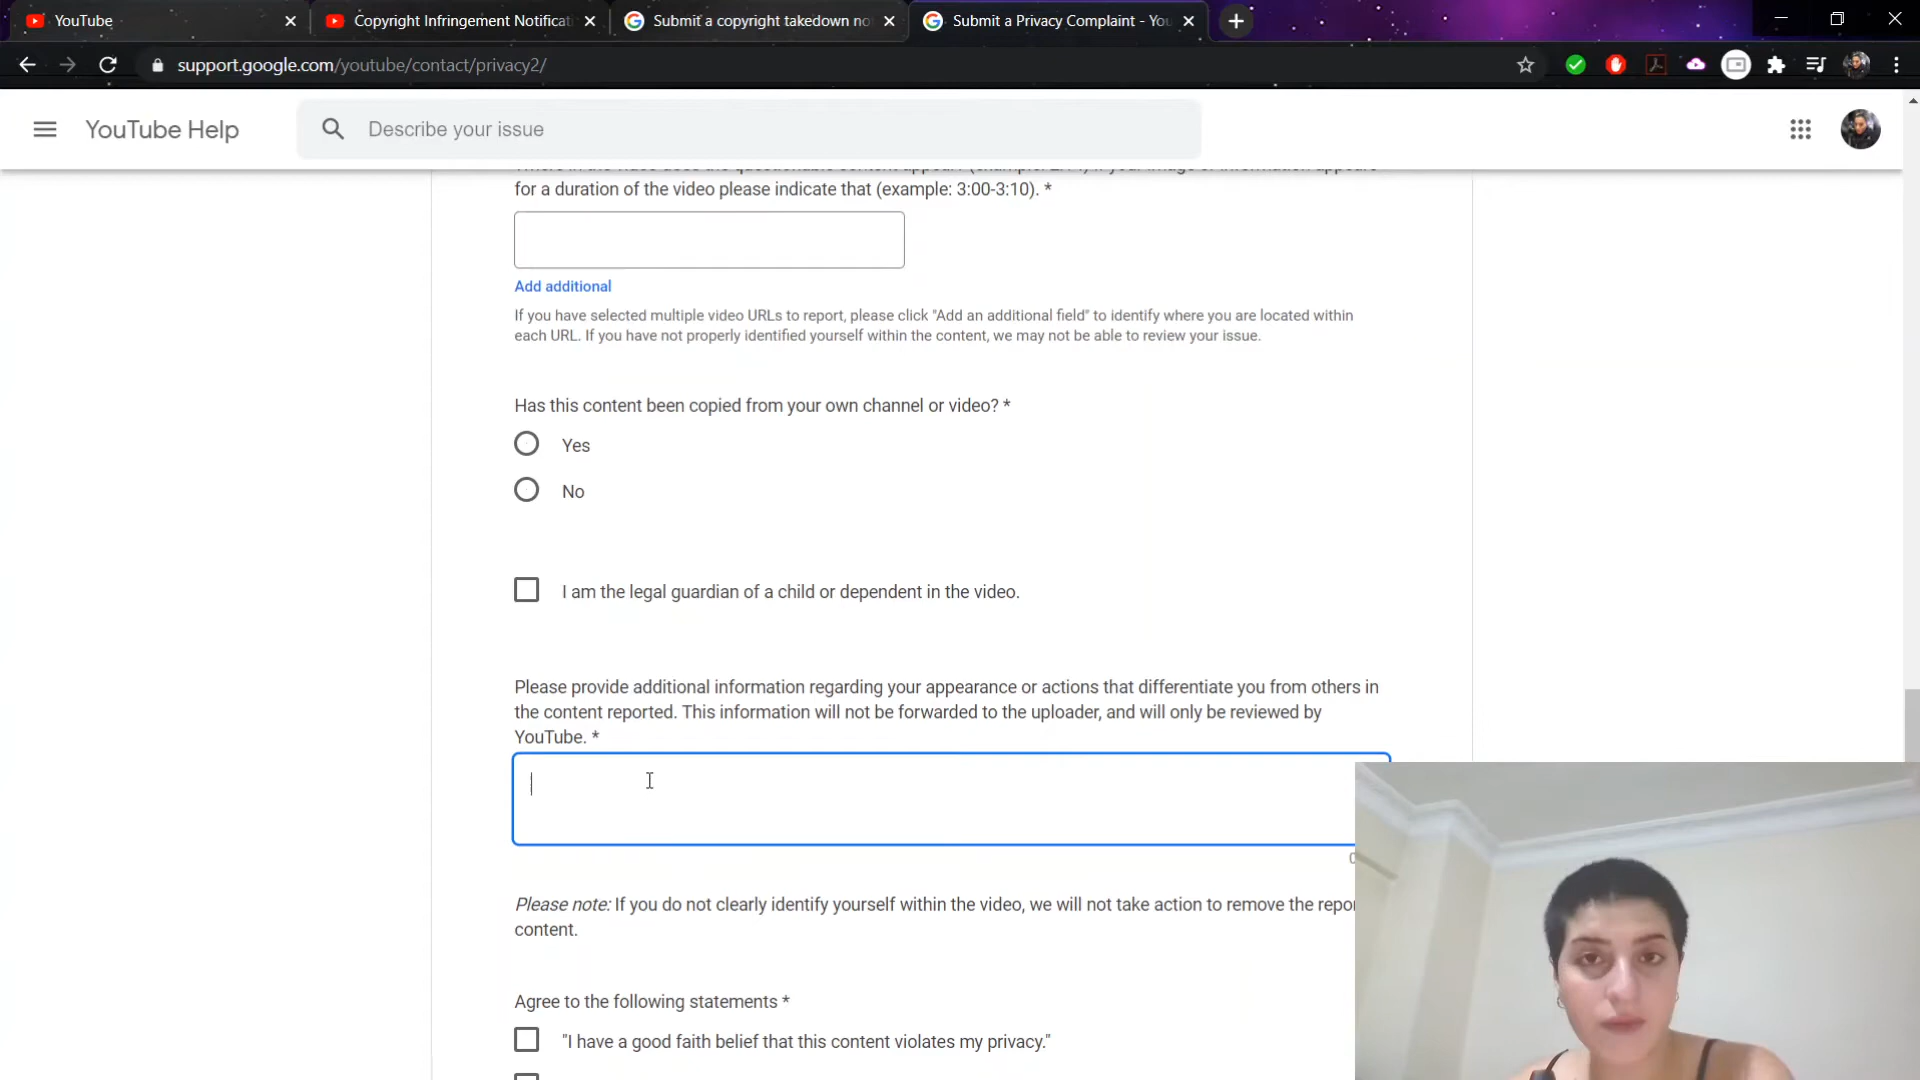 YouTube
Copyright Infringement Notificat
Submit a copyright takedown no
Submit a Privacy Complaint - You
support.google.com/youtube/contact/privacy2/
YouTube Help
Describe your issue
for a duration of the video please indicate that (example: 3:00-3:10). *
Add additional
If you have selected multiple video URLs to report, please click "Add an additional field" to identify where you are located within
each URL. If you have not properly identified yourself within the content, we may not be able to review your issue.
Has this content been copied from your own channel or video? *
Yes
No
I am the legal guardian of a child or dependent in the video.
Please provide additional information regarding your appearance or actions that differentiate you from others in
the content reported. This information will not be forwarded to the uploader, and will only be reviewed by
YouTube. *
Please note: If you do not clearly identify yourself within the video, we will not take action to remove the repor
content.
Agree to the following statements *
"I have a good faith belief that this content violates my privacy."